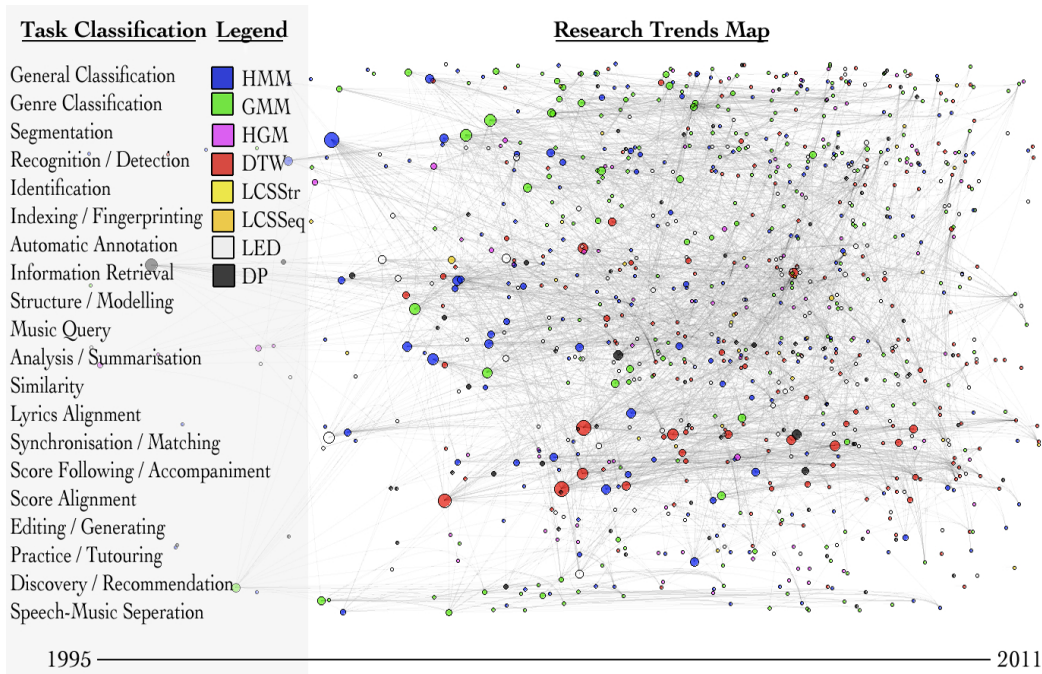 Task Classification
Legend
Research Trends Map
General Classification
Genre Classification
Segmentation
Recognition / Detection
Identification
Indexing / Fingerprinting
Automatic Annotation
Information Retrieval
Structure / Modelling
Music Query
Analysis / Summarisation
Similarity
Lyrics Alignment
Synchronisation / Matching
Score Following / Accompaniment
Score Alignment
Editing / Generating
Practice / Tutouring
Discovery / Recommendation
Speech-Music Seperation
HMM
GMM
HGM
DTW
LCSStr
LCSSeq
LED
DP
1995
2011